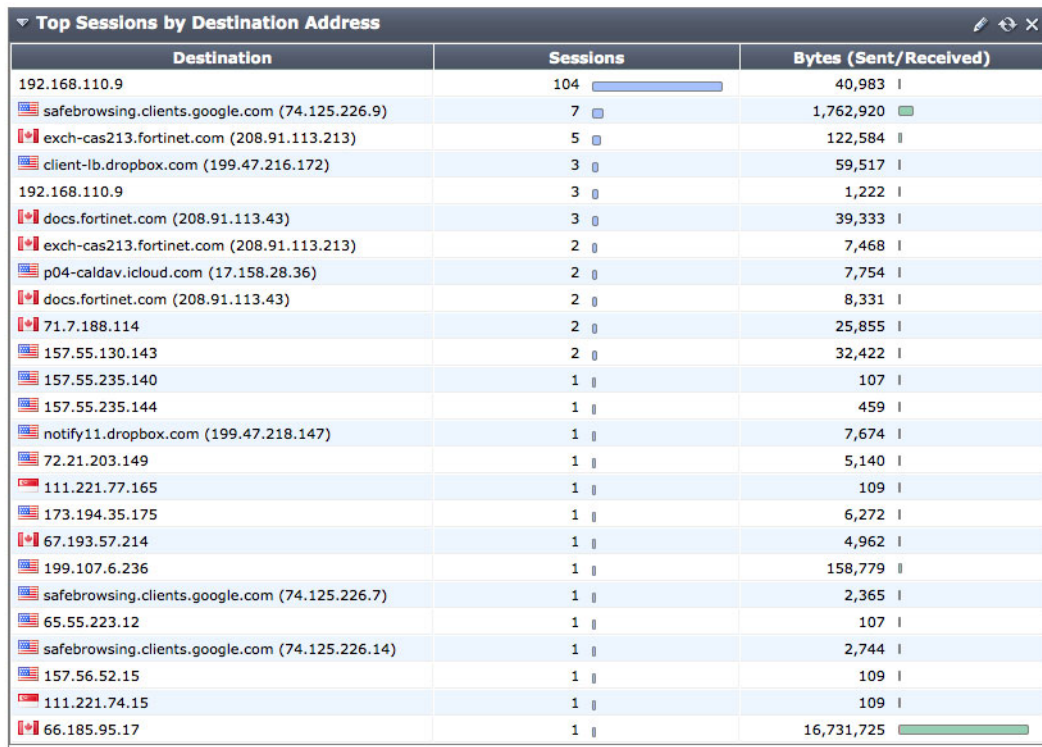 Top Sessions by Destination Address
Destination Sessions Bytes (Sent/Received)
192.168.110.9 104 40,983
safebrowsing.clients.google.com (74.125.226.9) 7 1,762,920
exch-cas213.fortinet.com (208.91.113.213) 5 122,584
client-lb.dropbox.com (199.47.216.172) 3 59,517
192.168.110.9 3 1,222
docs.fortinet.com (208.91.113.43) 3 39,333
exch-cas213.fortinet.com (208.91.113.213) 2 7,468
p04-caldav.icloud.com (17.158.28.36) 2 7,754
docs.fortinet.com (208.91.113.43) 2 8,331
71.7.188.114 2 25,855
157.55.130.143 2 32,422
157.55.235.140 1 107
157.55.235.144 1 459
notify11.dropbox.com (199.47.218.147) 1 7,674
72.21.203.149 1 5,140
111.221.77.165 1 109
173.194.35.175 1 6,272
67.193.57.214 1 4,962
199.107.6.236 1 158,779
safebrowsing.clients.google.com (74.125.226.7) 1 2,365
65.55.223.12 1 107
safebrowsing.clients.google.com (74.125.226.14) 1 2,744
157.56.52.15 1 109
111.221.74.15 1 109
66.185.95.17 1 16,731,725